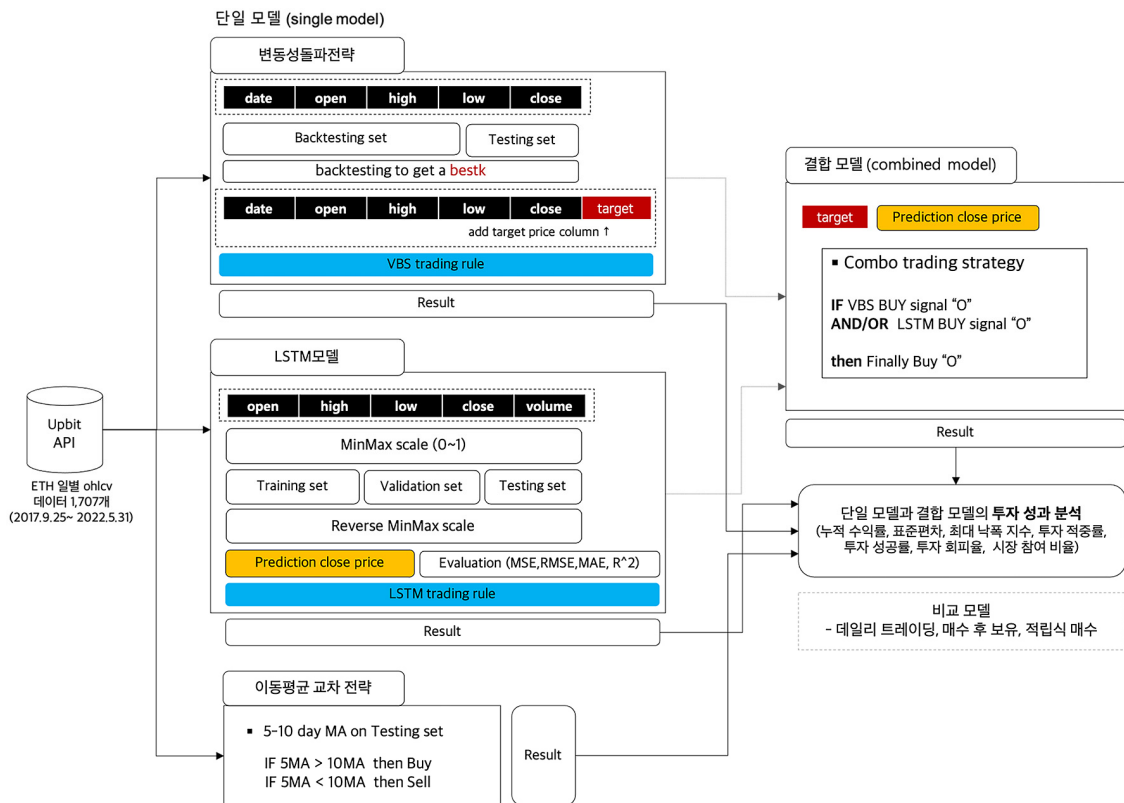 단일 모델 (single model)
변동성돌파전략
date open high low close
Backtesting set
Testing set
backtesting to get a bestk
date open high low close target
add target price column ↑
VBS trading rule
Result
LSTM모델
open high low close volume
MinMax scale (0~1)
Training set
Validation set
Testing set
Reverse MinMax scale
Prediction close price
Evaluation (MSE,RMSE,MAE, R^2)
LSTM trading rule
Result
이동평균 교차 전략
▪ 5-10 day MA on Testing set
IF 5MA > 10MA then Buy
IF 5MA < 10MA then Sell
Result
Upbit
API
ETH 일별 ohlcv
데이터 1,707개
(2017.9.25~ 2022.5.31)
결합 모델 (combined model)
target
Prediction close price
▪ Combo trading strategy
IF VBS BUY signal “O”
AND/OR LSTM BUY signal “O”
then Finally Buy “O”
Result
단일 모델과 결합 모델의 투자 성과 분석
(누적 수익률, 표준편차, 최대 낙폭 지수, 투자 적중률,
투자 성공률, 투자 회피율, 시장 참여 비율)
비교 모델
- 데일리 트레이딩, 매수 후 보유, 적립식 매수